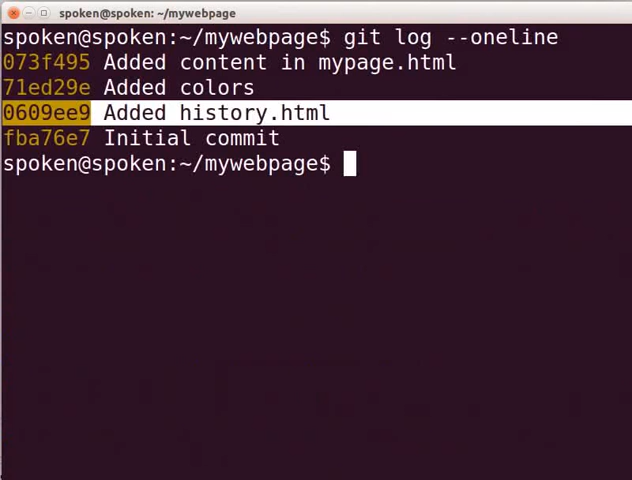 spoken@spoken: ~/mywebpage
spoken@spoken:~/mywebpage$ git log --oneline
073f495 Added content in mypage.html
71ed29e Added colors
0609ee9 Added history.html
fba76e7 Initial commit
spoken@spoken:~/mywebpage$